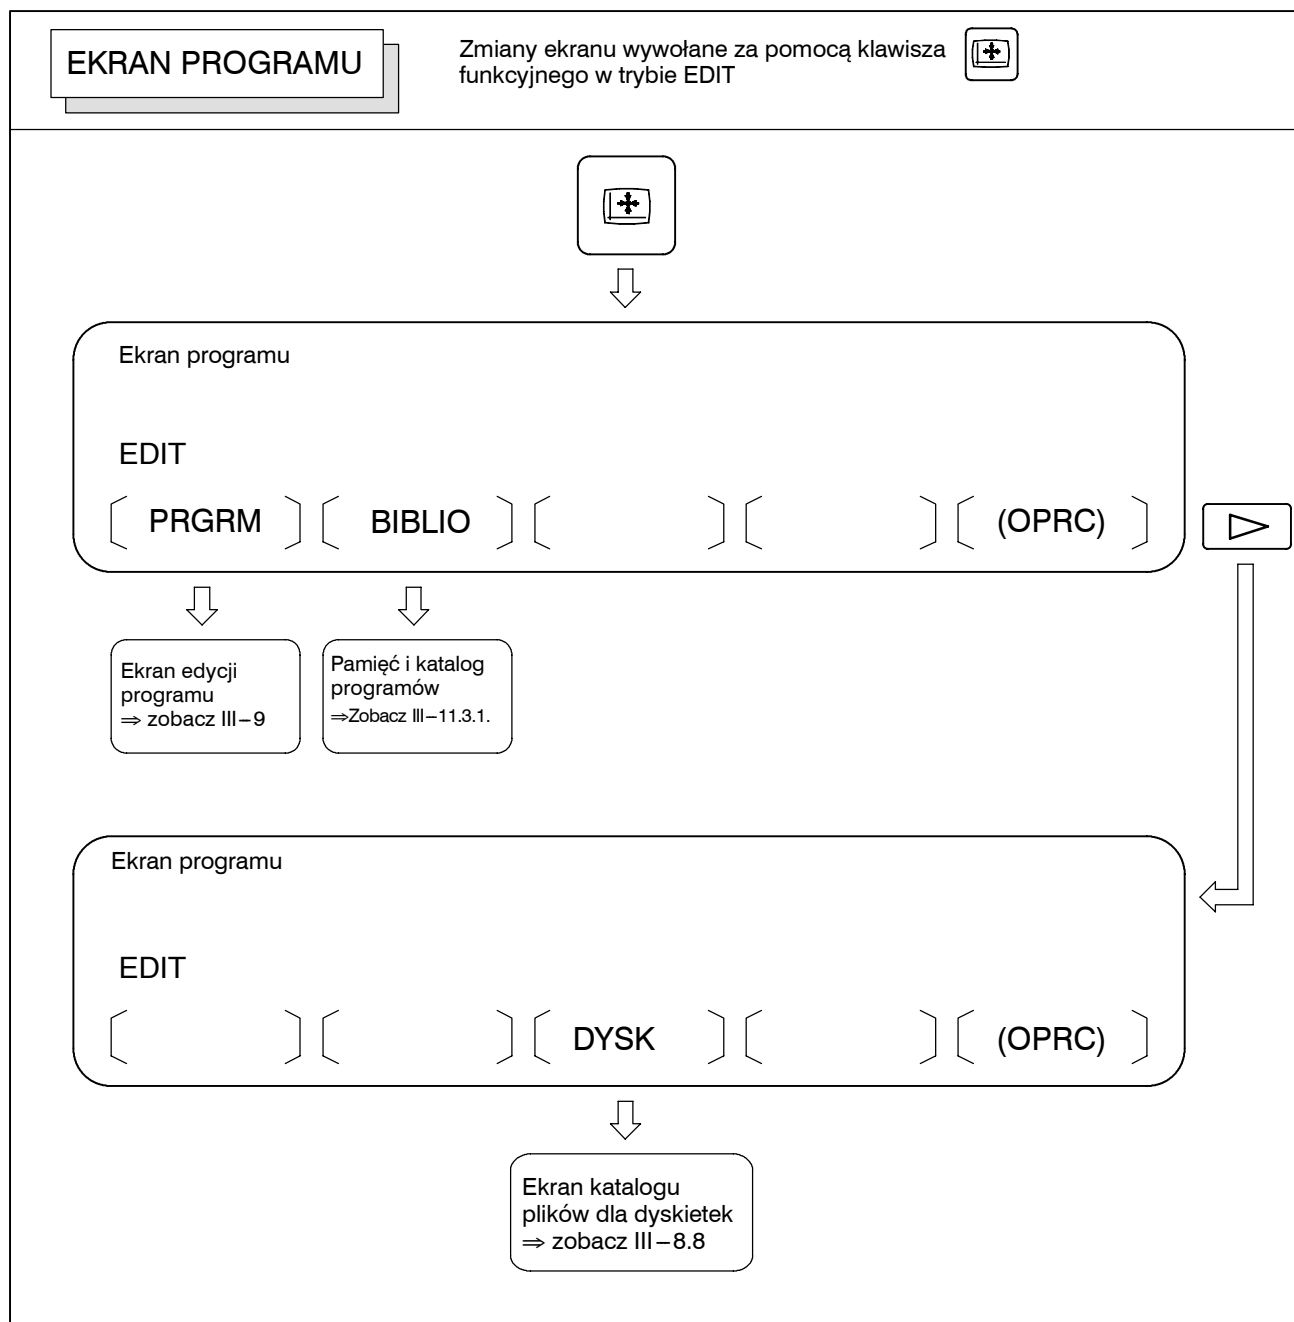 EKRAN PROGRAMU
Zmiany ekranu wywołane za pomocą klawisza
funkcyjnego w trybie EDIT
Ekran programu
EDIT
PRGRM BIBLIO (OPRC)
Ekran edycji
programu
⇒ zobacz III–9
Pamięć i katalog
programów
⇒Zobacz III–11.3.1.
Ekran programu
EDIT
DYSK (OPRC)
Ekran katalogu
plików dla dyskietek
⇒ zobacz III–8.8